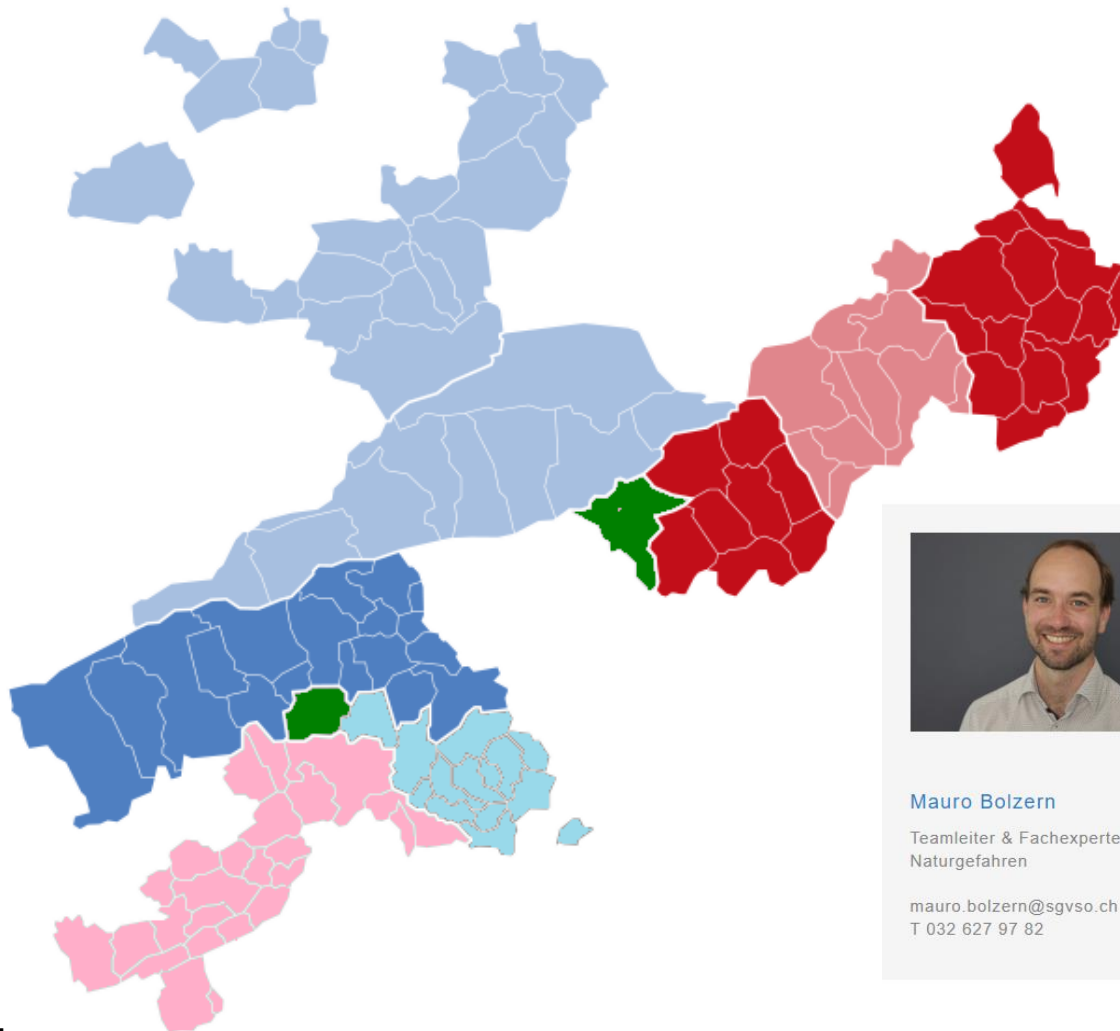 Mauro Bolzern
Teamleiter & Fachexperte
Naturgefahren
mauro.bolzern@sgvso.ch
T 032 627 97 82